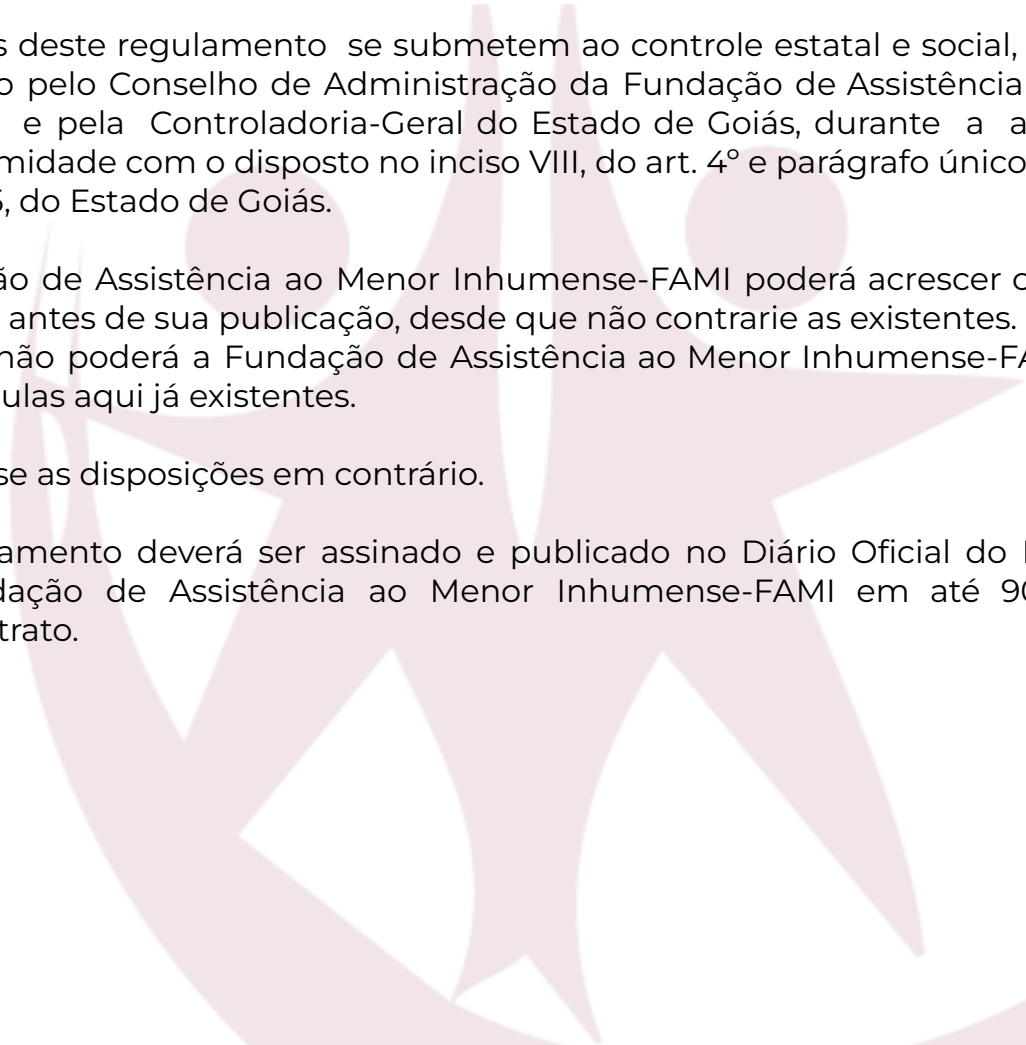 deste regulamento se submetem ao controle estatal e social,
pelo Conselho de Administração da Fundação de Assistência
e pela Controladoria-Geral do Estado de Goiás, durante a a
midade com o disposto no inciso VIII, do art. 4º e parágrafo único
, do Estado de Goiás.
ão de Assistência ao Menor Inhumense-FAMI poderá acrescer
antes de sua publicação, desde que não contrarie as existentes.
não poderá a Fundação de Assistência ao Menor Inhumense-FA
ulas aqui já existentes.
se as disposições em contrário.
amento deverá ser assinado e publicado no Diário Oficial do
dação de Assistência ao Menor Inhumense-FAMI em até 90
trato.